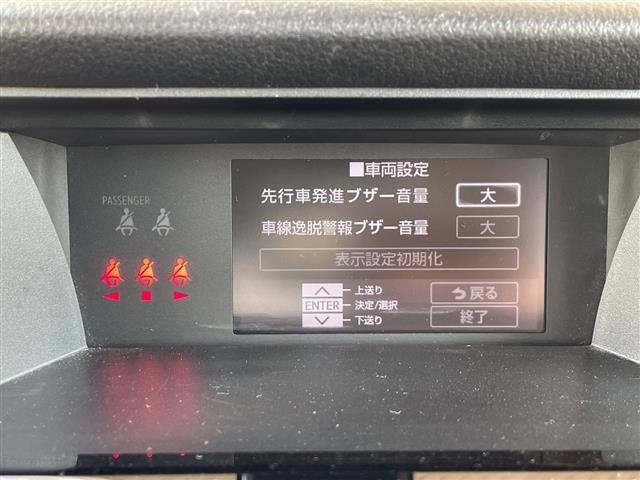 PASSENGER
■車両設定
先行車発進ブザー音量 大
車線逸脱警報ブザー音量 大
表示設定初期化
上送り
ENTER 決定/選択
下送り
戻る
終了